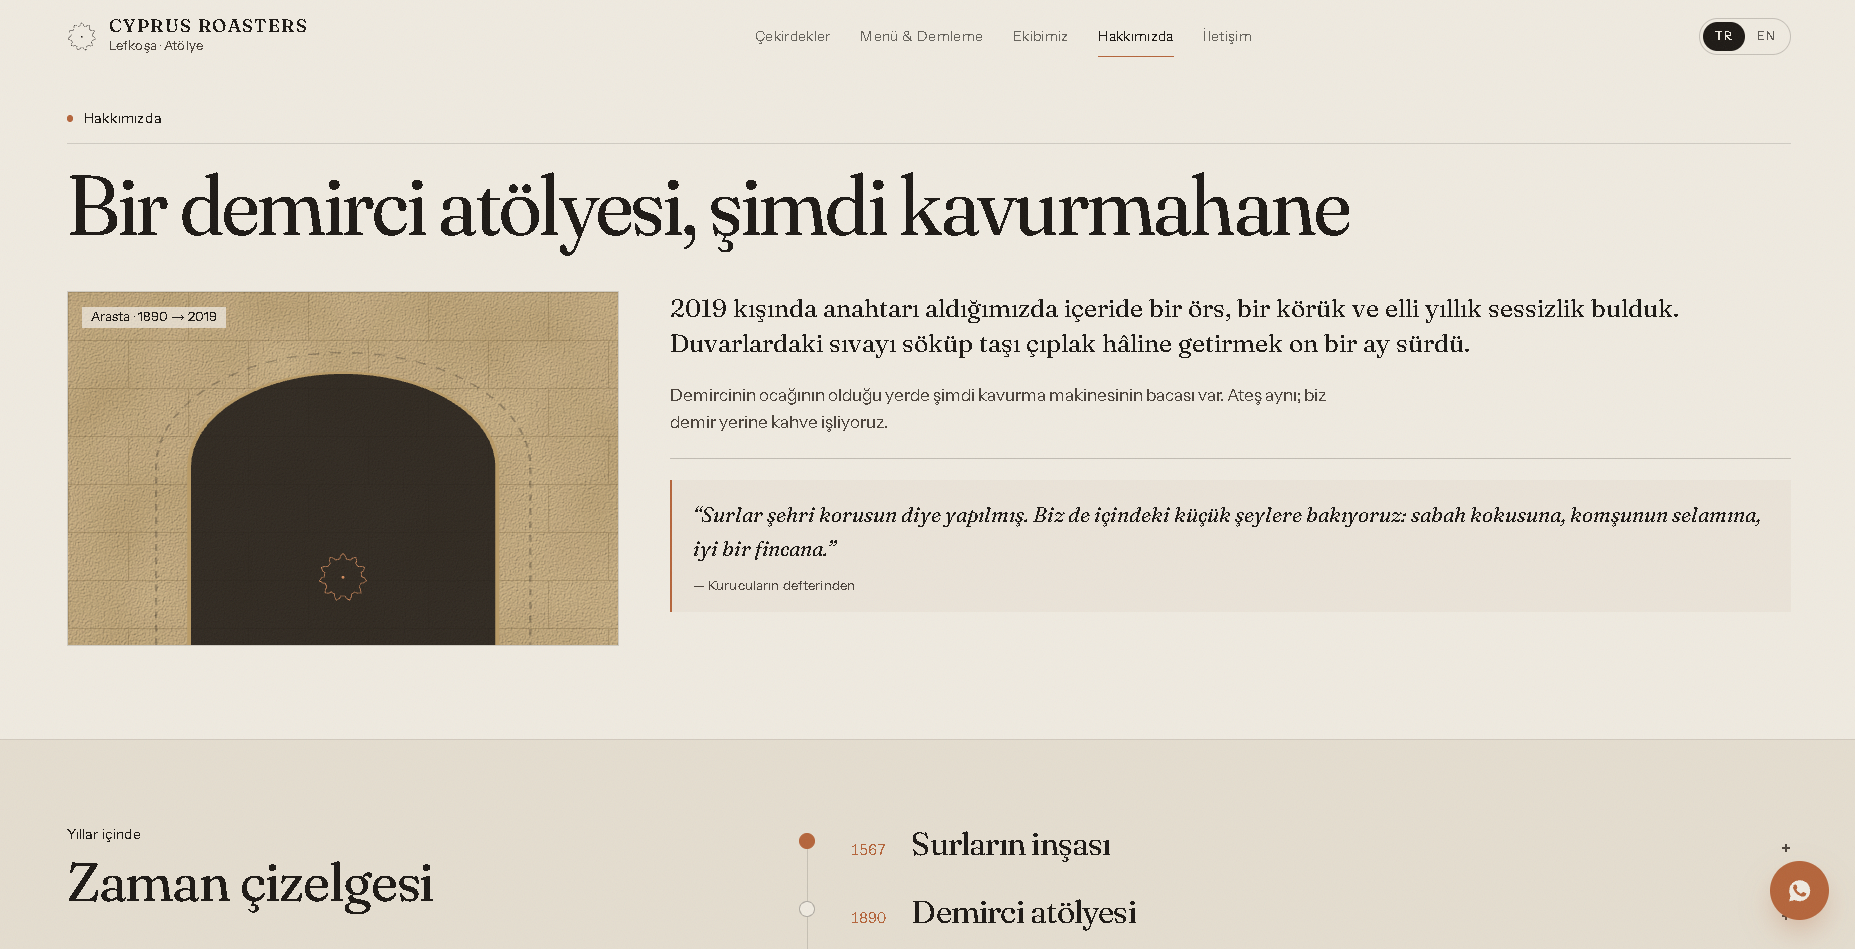 CYPRUS ROASTERS
Lefkoşa · Atölye
Çekirdekler
Menü & Demleme
Ekibimiz
Hakkımızda
İletişim
TR
EN
Hakkımızda
Bir demirci atölyesi, şimdi kavurmahane
Arasta · 1890 → 2019
2019 kışında anahtarı aldığımızda içeride bir örs, bir körük ve elli yıllık sessizlik bulduk.
Duvarlardaki sıvayı söküp taşı çıplak hâline getirmek on bir ay sürdü.
Demircinin ocağının olduğu yerde şimdi kavurma makinesinin bacası var. Ateş aynı; biz
demir yerine kahve işliyoruz.
“Surlar şehri korusun diye yapılmış. Biz de içindeki küçük şeylere bakıyoruz: sabah kokusuna, komşunun selamına,
iyi bir fincana.”
— Kurucuların defterinden
Yıllar içinde
Zaman çizelgesi
1567 Surların inşası +
1890 Demirci atölyesi